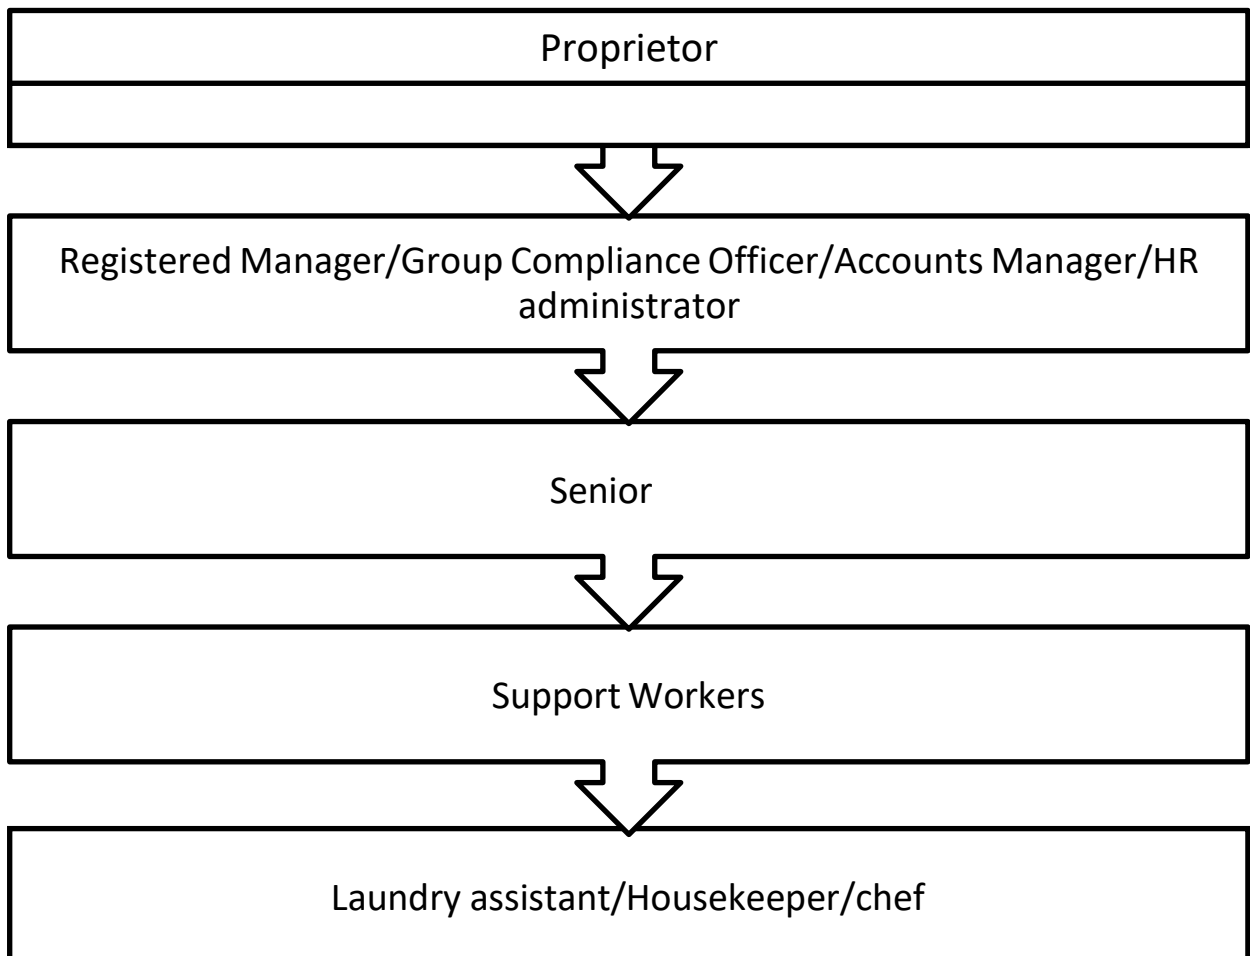 Proprietor
Registered Manager/Group Compliance Officer/Accounts Manager/HR
administrator
Senior
Support Workers
Laundry assistant/Housekeeper/chef